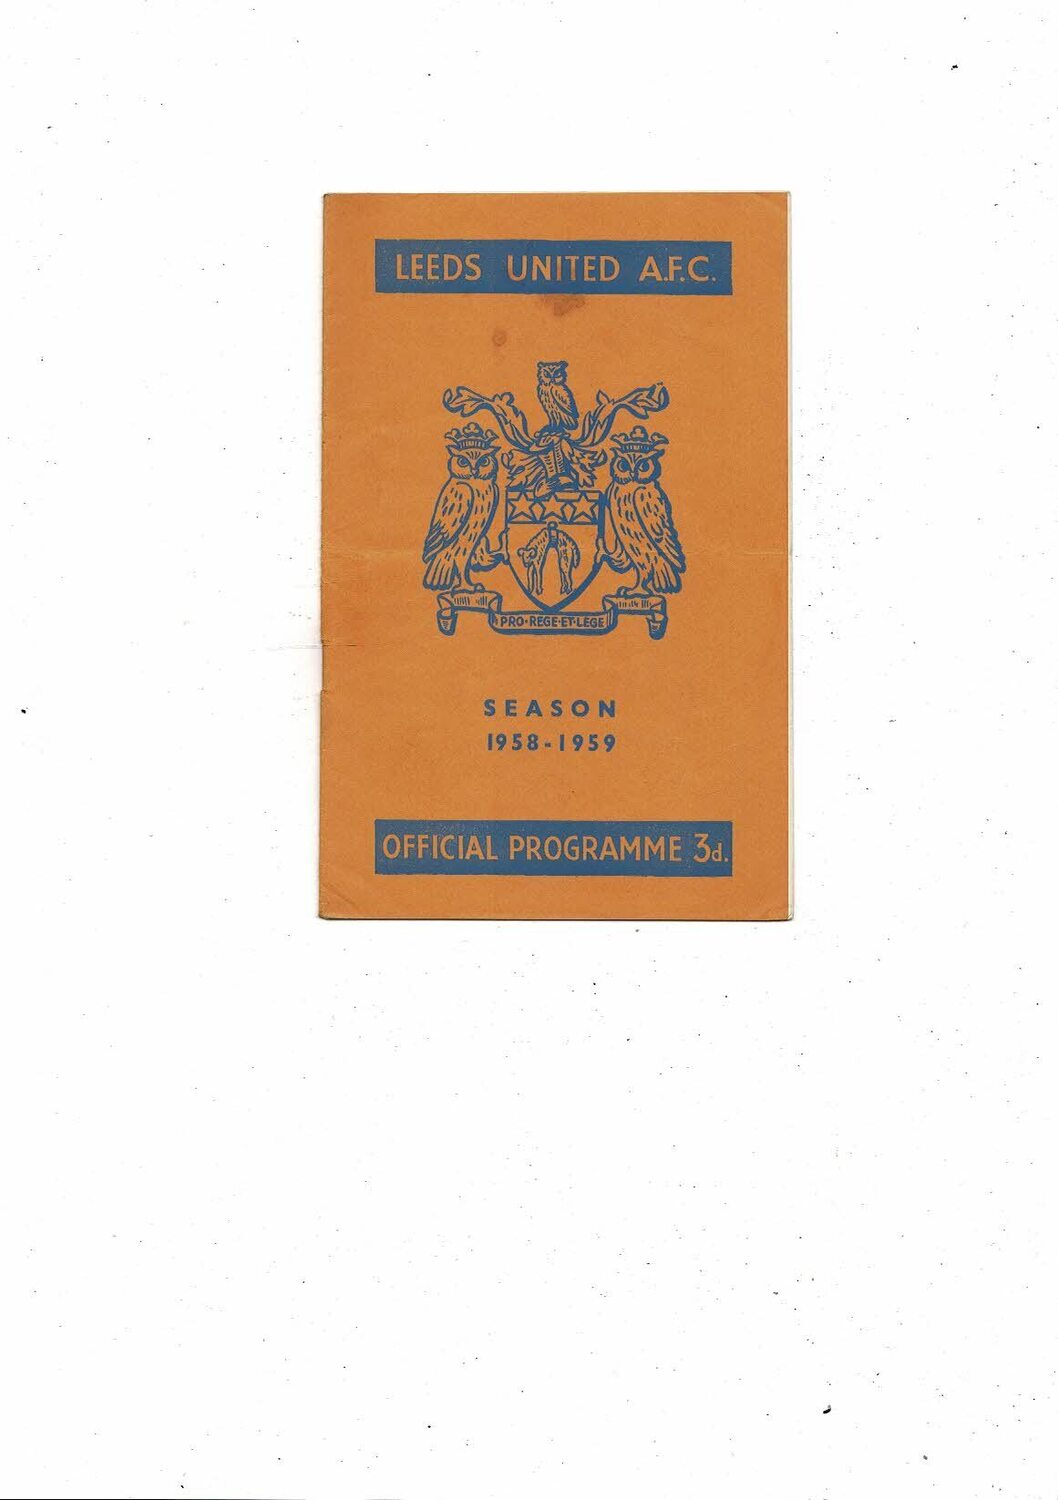 LEEDS UNITED A.F.C.
PRO·REGE·ET·LEGE
SEASON
1958-1959
OFFICIAL PROGRAMME 3d.